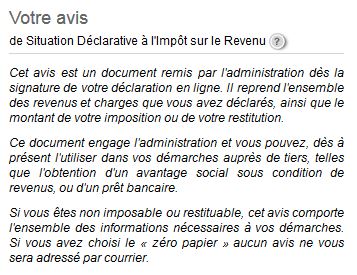 Votre avis
de Situation Déclarative à l'Impôt sur le Revenu ?
Cet avis est un document remis par l'administration dès la
signature de votre déclaration en ligne. Il reprend l'ensemble
des revenus et charges que vous avez déclarés, ainsi que le
montant de votre imposition ou de votre restitution.
Ce document engage l'administration et vous pouvez, dès à
présent l'utiliser dans vos démarches auprès de tiers, telles
que l'obtention d'un avantage social sous condition de
revenus, ou d'un prêt bancaire.
Si vous êtes non imposable ou restituable, cet avis comporte
l'ensemble des informations nécessaires à vos démarches.
Si vous avez choisi le « zéro papier » aucun avis ne vous
sera adressé par courrier.